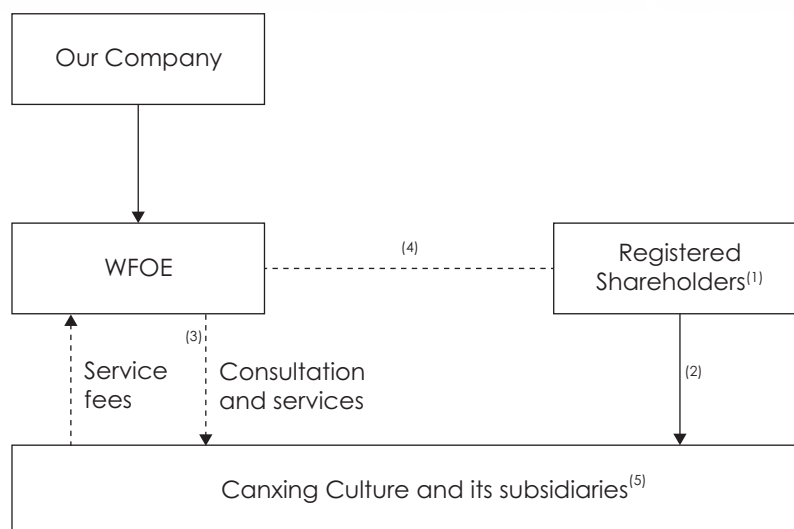 Our Company
WFOE
(4)
Registered
Shareholders(1)
(3)
Service
fees
Consultation
and services
(2)
Canxing Culture and its subsidiaries(5)